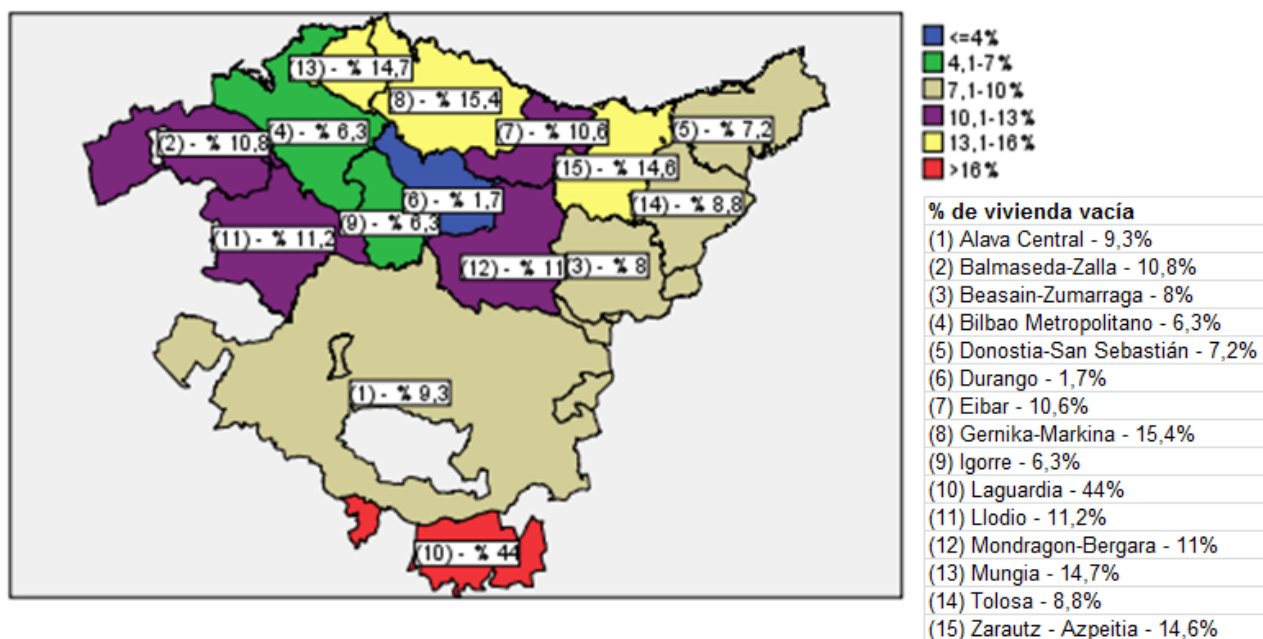 (13) - % 14,7
(8) - % 15,4
(4) - % 6,3
(7) - % 10,6
(5) - % 7,2
(2) - % 10,8
(15) - % 14,6
(6) - % 1,7
(14) - % 8,8
(9) - % 6,3
(11) - % 11,2
(12) - % 11
(3) - % 8
(1) - % 9,3
(10) - % 44
<=4%
4,1-7%
7,1-10%
10,1-13%
13,1-16%
>16%
% de vivienda vacía
(1) Alava Central - 9,3%
(2) Balmaseda-Zalla - 10,8%
(3) Beasain-Zumarraga - 8%
(4) Bilbao Metropolitano - 6,3%
(5) Donostia-San Sebastián - 7,2%
(6) Durango - 1,7%
(7) Eibar - 10,6%
(8) Gernika-Markina - 15,4%
(9) Igorre - 6,3%
(10) Laguardia - 44%
(11) Llodio - 11,2%
(12) Mondragon-Bergara - 11%
(13) Mungia - 14,7%
(14) Tolosa - 8,8%
(15) Zarautz - Azpeitia - 14,6%